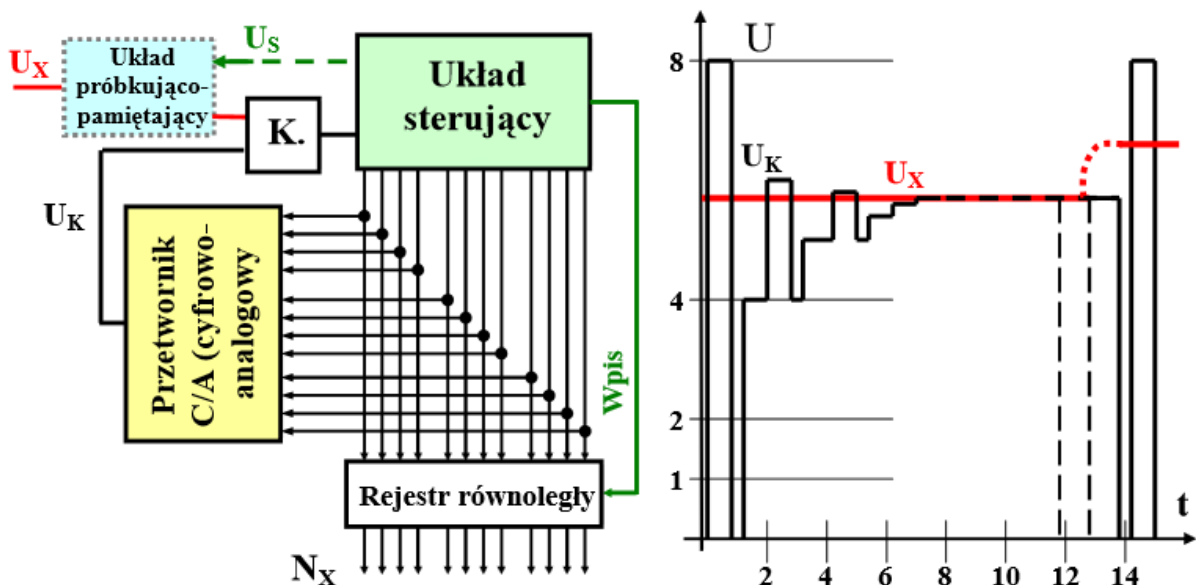 U_X
Układ
próbkująco-
pamiętający
U_S
Układ
sterujący
K.
U_K
Przetwornik
C/A (cyfrowo-
analogowy
Wpis
Rejestr równoległy
N_X
U
8
U_K
U_X
4
2
1
t
2 4 6 8 10 12 14